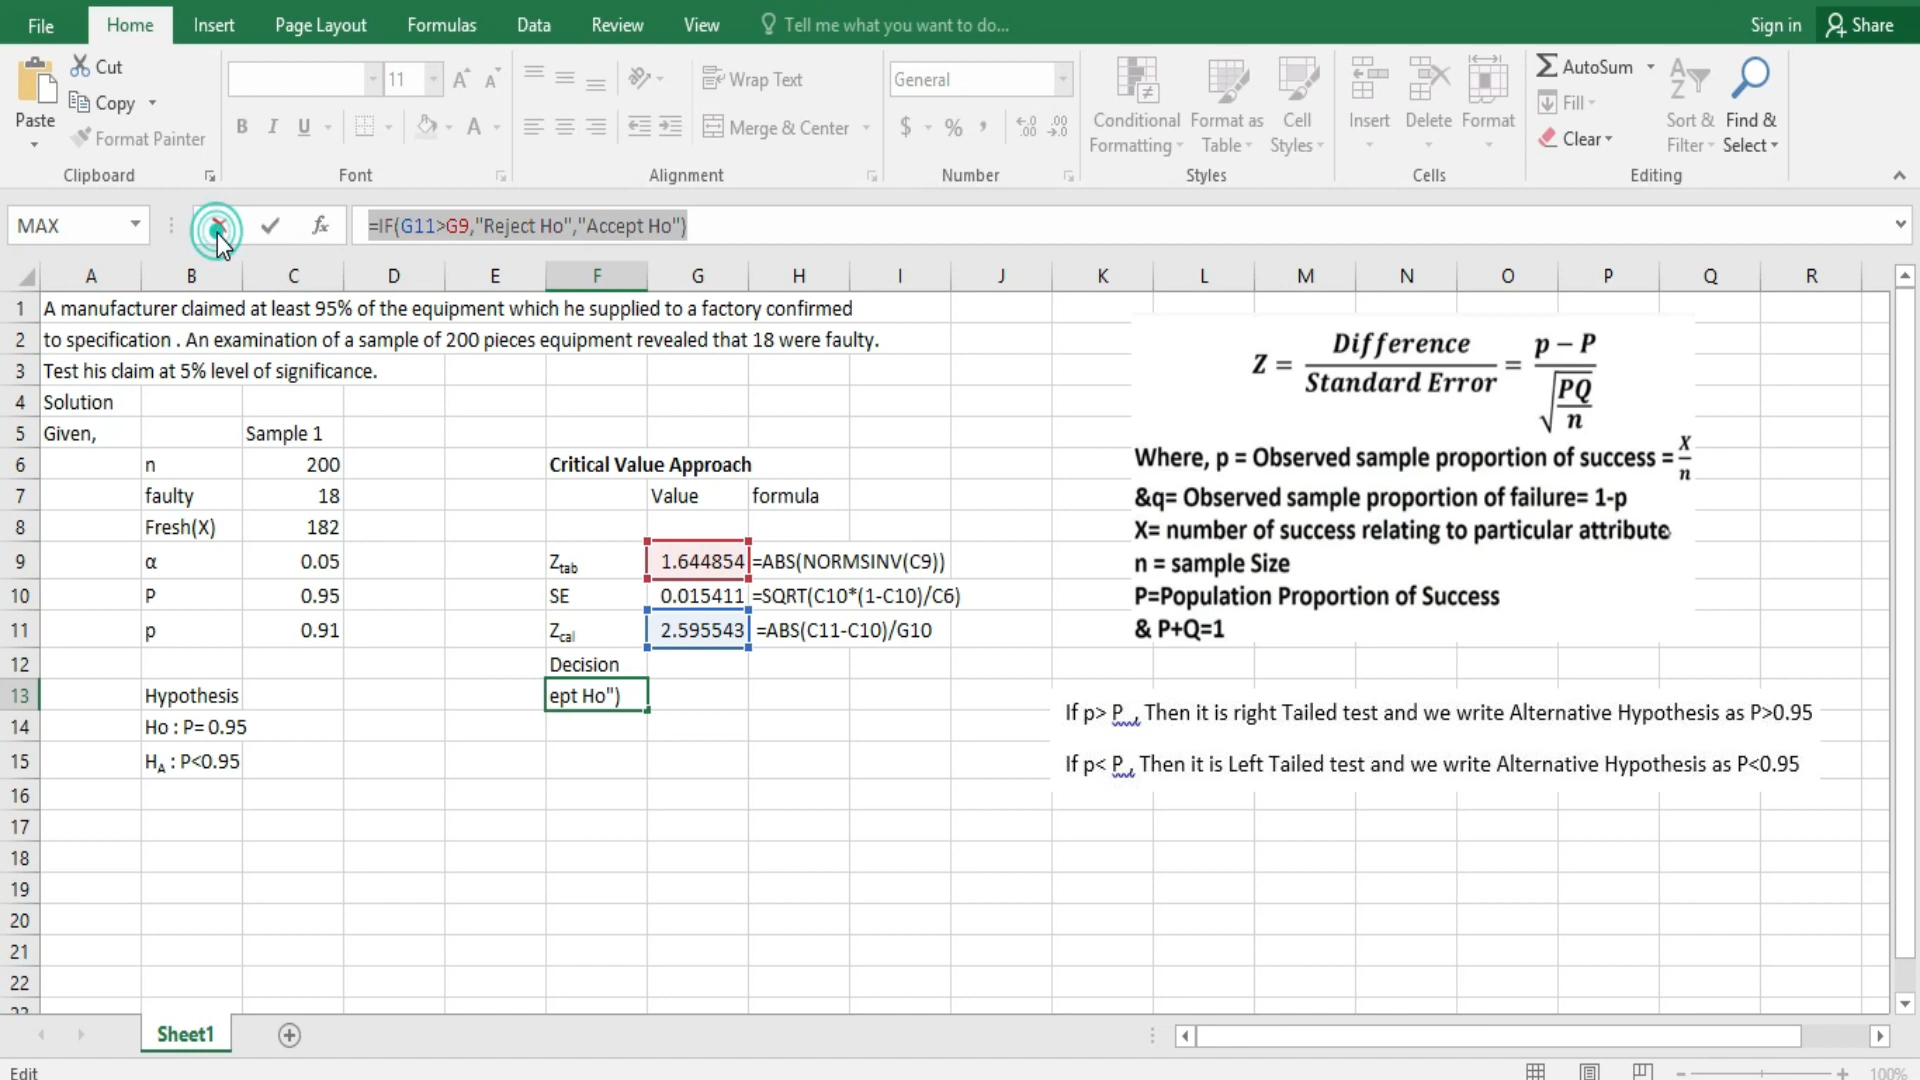 File Home Insert Page Layout Formulas Data Review View Tell me what you want to do... Sign in Share
Paste
Cut
Copy
Format Painter
11
Wrap Text
Merge & Center
General
Conditional Formatting
Format as Table
Cell Styles
Insert
Delete
Format
AutoSum
Fill
Clear
Sort & Filter
Find & Select
Clipboard Font Alignment Number Styles Cells Editing
MAX fx =IF(G11>G9,"Reject Ho","Accept Ho")
A B C D E F G H I J K L M N O P Q R
1 A manufacturer claimed at least 95% of the equipment which he supplied to a factory confirmed
2 to specification . An examination of a sample of 200 pieces equipment revealed that 18 were faulty.
3 Test his claim at 5% level of significance.
4 Solution
5 Given, Sample 1
6 n 200 Critical Value Approach
7 faulty 18 Value formula
8 Fresh(X) 182
9 α 0.05 Ztab 1.644854 =ABS(NORMSINV(C9))
10 P 0.95 SE 0.015411 =SQRT(C10*(1-C10)/C6)
11 p 0.91 Zcal 2.595543 =ABS(C11-C10)/G10
12 Decision
13 Hypothesis ept Ho")
14 Ho : P= 0.95
15 HA : P<0.95
16
17
18
19
20
21
22
Z = Difference / Standard Error = p − P / √PQ/n
Where, p = Observed sample proportion of success = X/n
&q= Observed sample proportion of failure= 1-p
X= number of success relating to particular attribute
n = sample Size
P=Population Proportion of Success
& P+Q=1
If p> P , Then it is right Tailed test and we write Alternative Hypothesis as P>0.95
If p< P , Then it is Left Tailed test and we write Alternative Hypothesis as P<0.95
Sheet1
Edit 100%